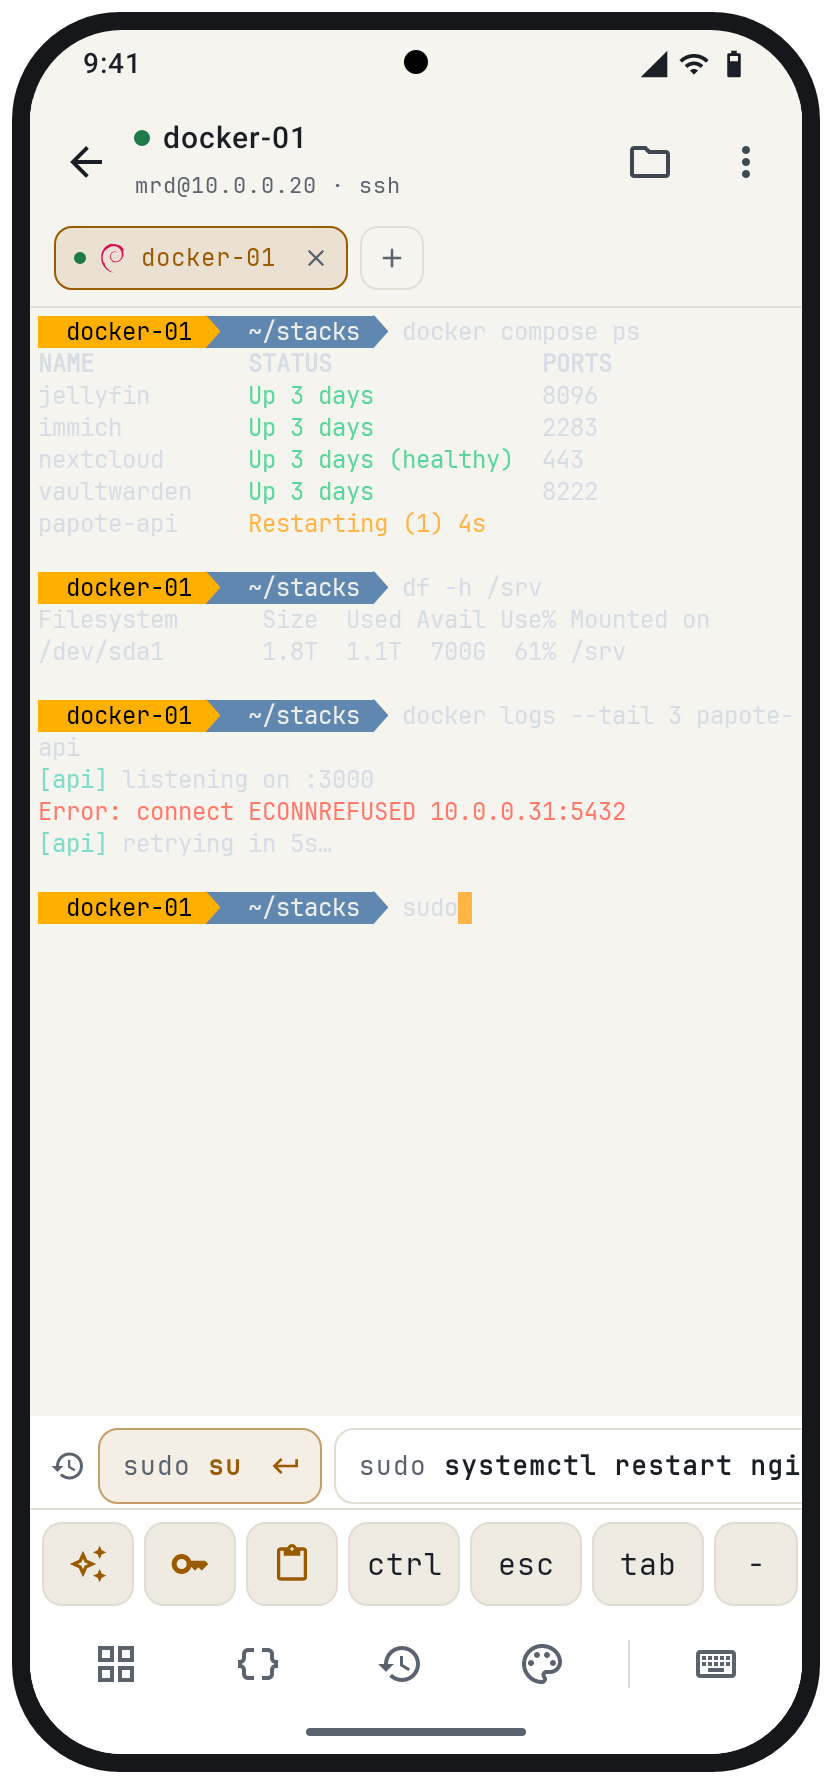 9:41
docker-01
mrd@10.0.0.20 · ssh
docker-01
docker-01 ~/stacks docker compose ps
NAME STATUS PORTS
jellyfin Up 3 days 8096
immich Up 3 days 2283
nextcloud Up 3 days (healthy) 443
vaultwarden Up 3 days 8222
papote-api Restarting (1) 4s
docker-01 ~/stacks df -h /srv
Filesystem Size Used Avail Use% Mounted on
/dev/sda1 1.8T 1.1T 700G 61% /srv
docker-01 ~/stacks docker logs --tail 3 papote-
api
[api] listening on :3000
Error: connect ECONNREFUSED 10.0.0.31:5432
[api] retrying in 5s…
docker-01 ~/stacks sudo
sudo su sudo systemctl restart ngi
ctrl esc tab -